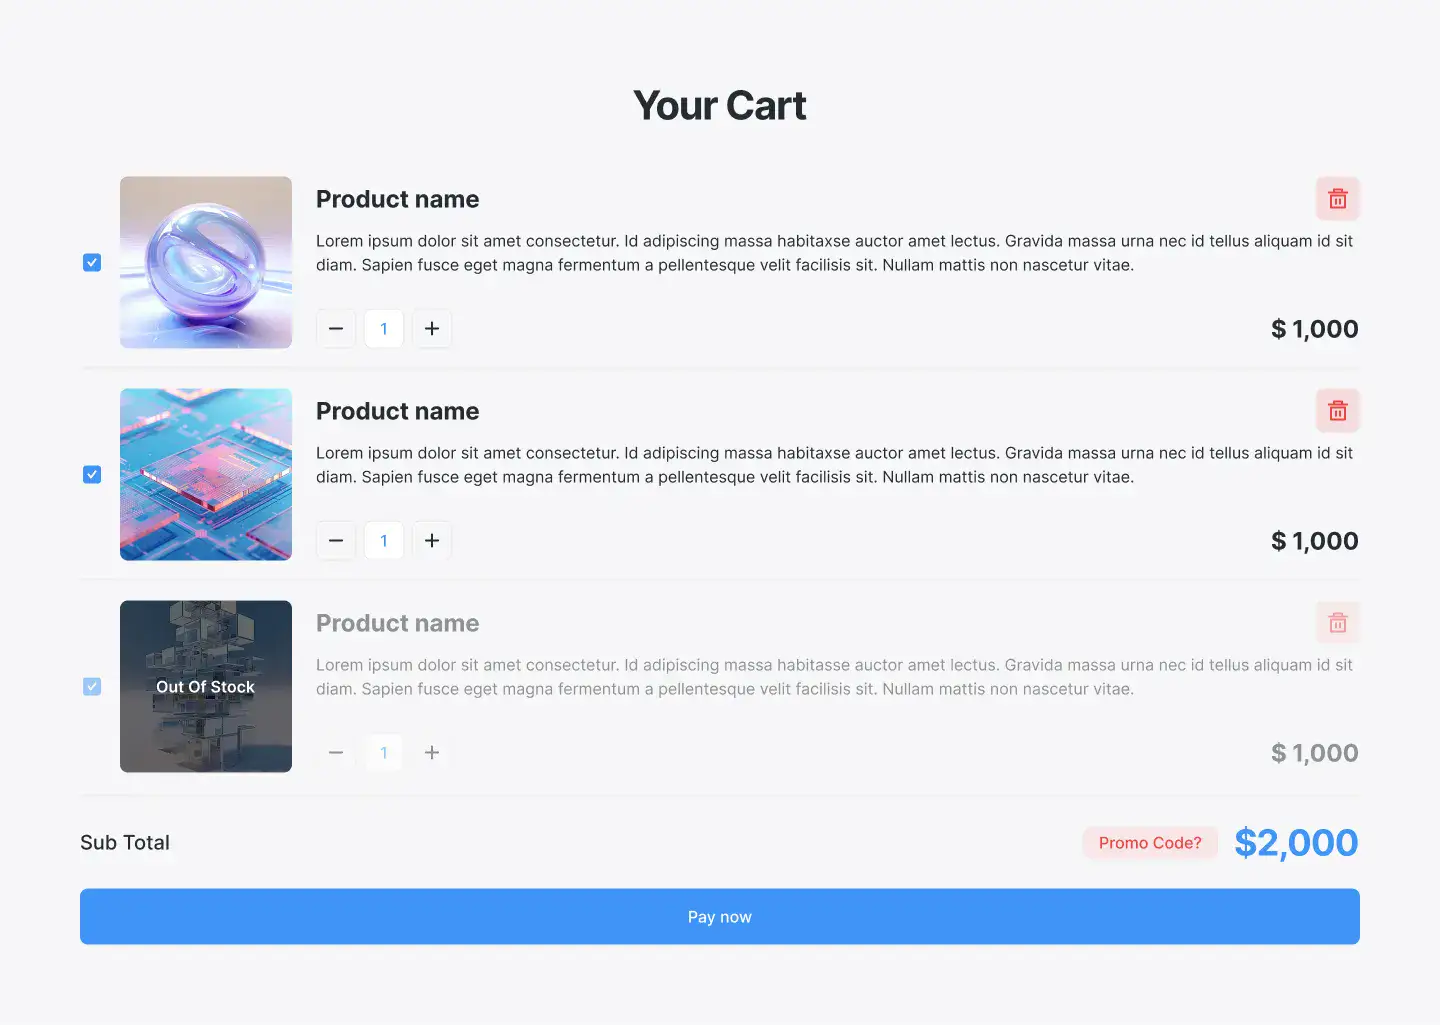 Your Cart
Product name
Lorem ipsum dolor sit amet consectetur. Id adipiscing massa habitaxse auctor amet lectus. Gravida massa urna nec id tellus aliquam id sit
diam. Sapien fusce eget magna fermentum a pellentesque velit facilisis sit. Nullam mattis non nascetur vitae.
1
$ 1,000
Product name
Lorem ipsum dolor sit amet consectetur. Id adipiscing massa habitaxse auctor amet lectus. Gravida massa urna nec id tellus aliquam id sit
diam. Sapien fusce eget magna fermentum a pellentesque velit facilisis sit. Nullam mattis non nascetur vitae.
1
$ 1,000
Out Of Stock
Product name
Lorem ipsum dolor sit amet consectetur. Id adipiscing massa habitasse auctor amet lectus. Gravida massa urna nec id tellus aliquam id sit
diam. Sapien fusce eget magna fermentum a pellentesque velit facilisis sit. Nullam mattis non nascetur vitae.
1
$ 1,000
Sub Total
Promo Code?
$2,000
Pay now